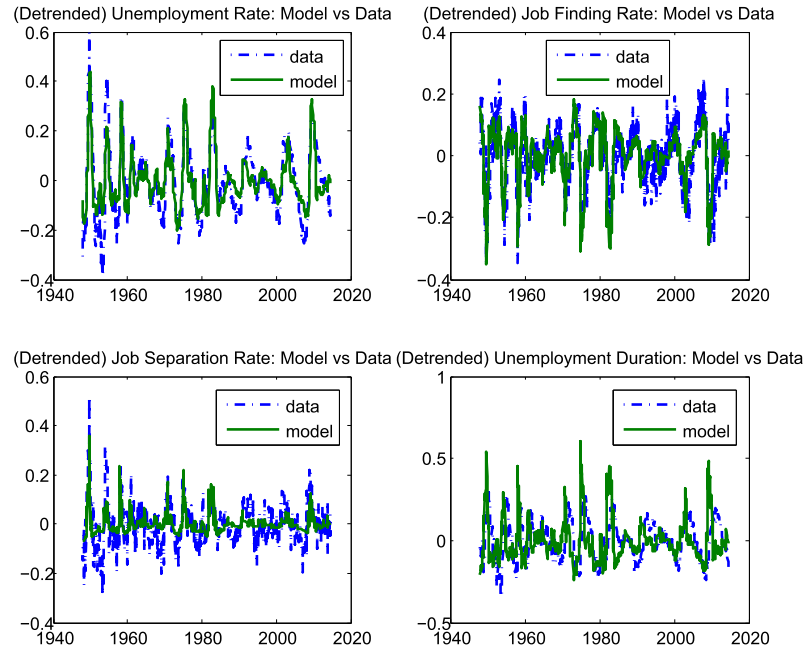 (Detrended) Unemployment Rate: Model vs Data
0.6
0.4
0.2
0
−0.2
−0.4
1940 1960 1980 2000 2020
data
model
(Detrended) Job Finding Rate: Model vs Data
0.4
0.2
0
−0.2
−0.4
1940 1960 1980 2000 2020
data
model
(Detrended) Job Separation Rate: Model vs Data
0.6
0.4
0.2
0
−0.2
−0.4
1940 1960 1980 2000 2020
data
model
(Detrended) Unemployment Duration: Model vs Data
1
0.5
0
−0.5
1940 1960 1980 2000 2020
data
model